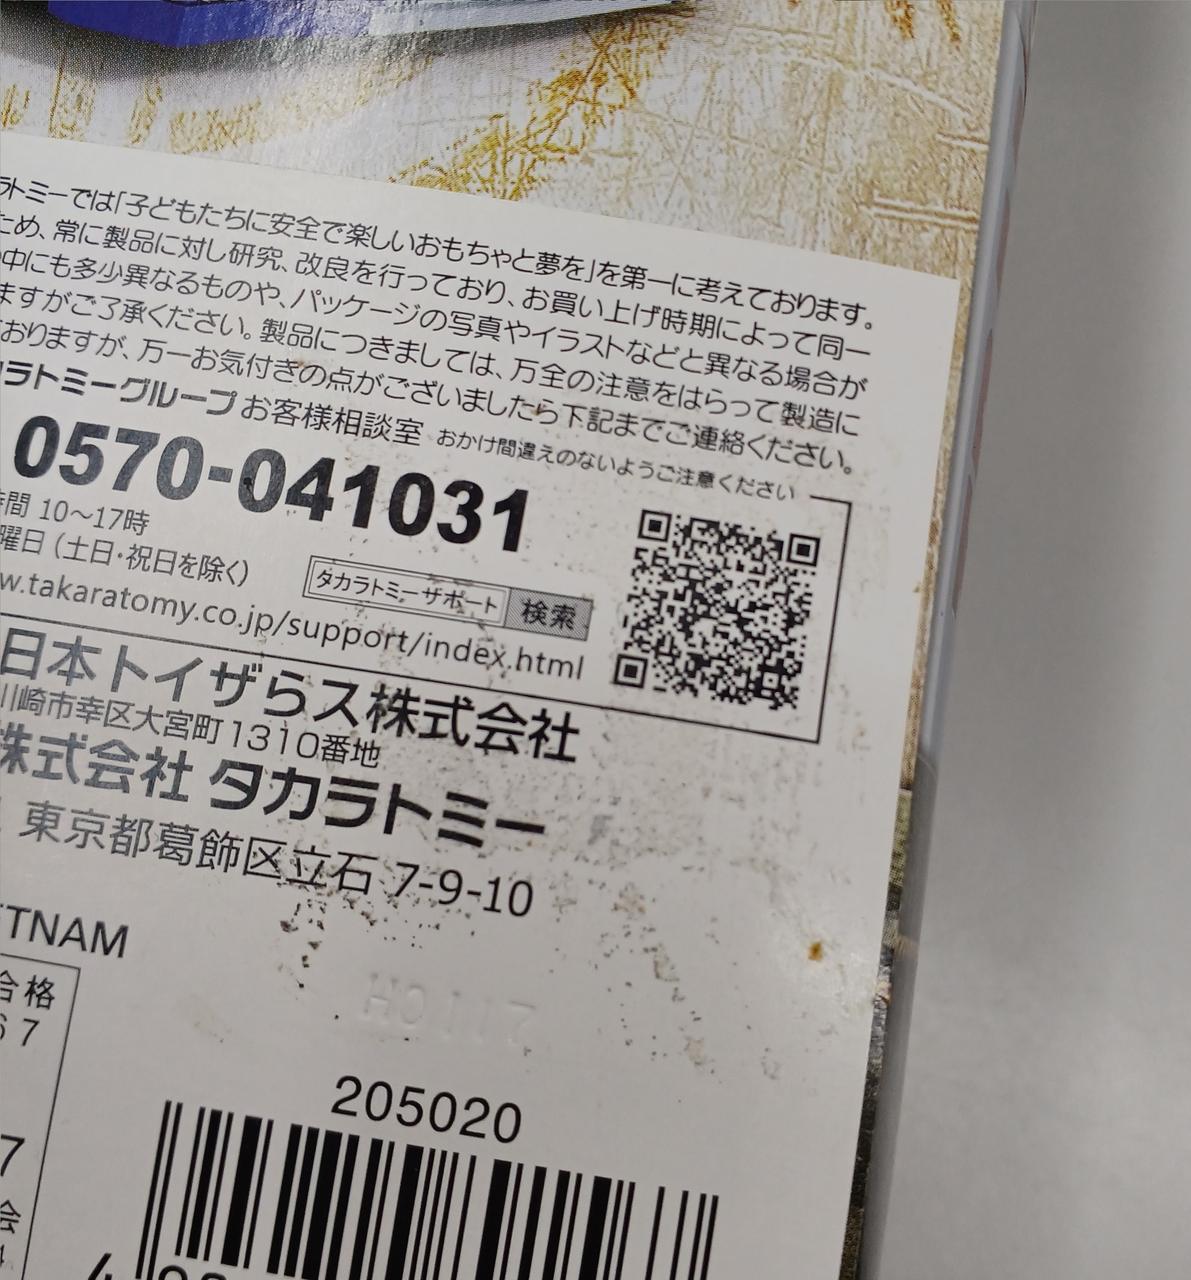 ラトミーでは「子どもたちに安全で楽しいおもちゃと夢を」を第一に考えております。
ため、常に製品に対し研究、改良を行っており、お買い上げ時期によって同一
中にも多少異なるものや、パッケージの写真やイラストなどと異なる場合が
ますがご了承ください。製品につきましては、万全の注意をはらって製造に
おりますが、万一お気付きの点がございましたら下記までご連絡ください。
ラトミーグループお客様相談室 おかけ間違えのないようご注意ください
0570-041031
時間 10〜17時
曜日(土日・祝日を除く)
タカラトミーサポート 検索
w.takaratomy.co.jp/support/index.html
日本トイザらス株式会社
川崎市幸区大宮町1310番地
株式会社 タカラトミー
東京都葛飾区立石 7-9-10
ETNAM
合格
67
211CH
205020
7
会
4